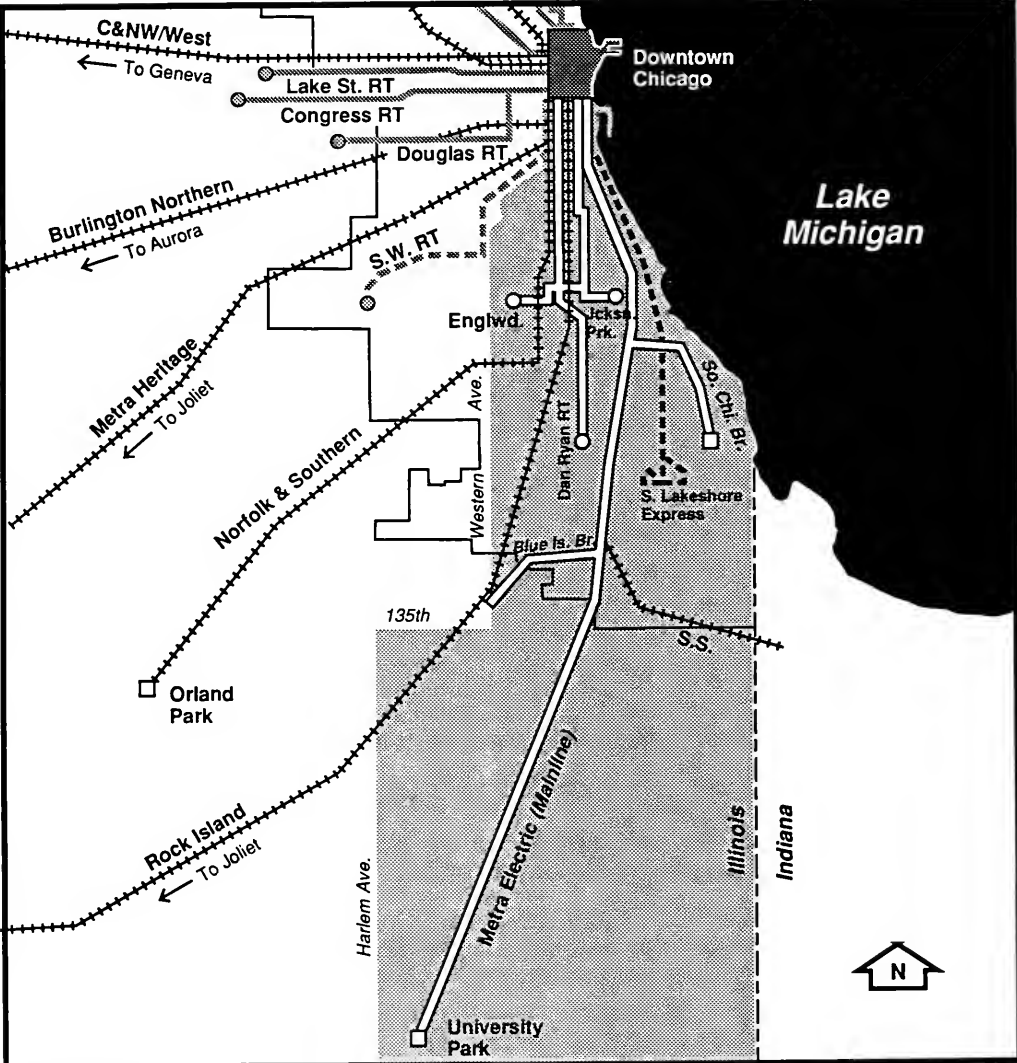 C&NW/West
To Geneva
Downtown
Chicago
Lake St. RT
Congress RT
Douglas RT
Burlington Northern
To Aurora
Lake
Michigan
S.W. RT
Englwd.
Jcksn.
Prk.
Metra Heritage
To Joliet
So. Chi. Br.
Western Ave.
Dan Ryan RT
Norfolk & Southern
S. Lakeshore
Express
Blue Is. Br.
135th
S.S.
Orland
Park
Metra Electric (Mainline)
Rock Island
To Joliet
Harlem Ave.
Illinois
Indiana
N
University
Park